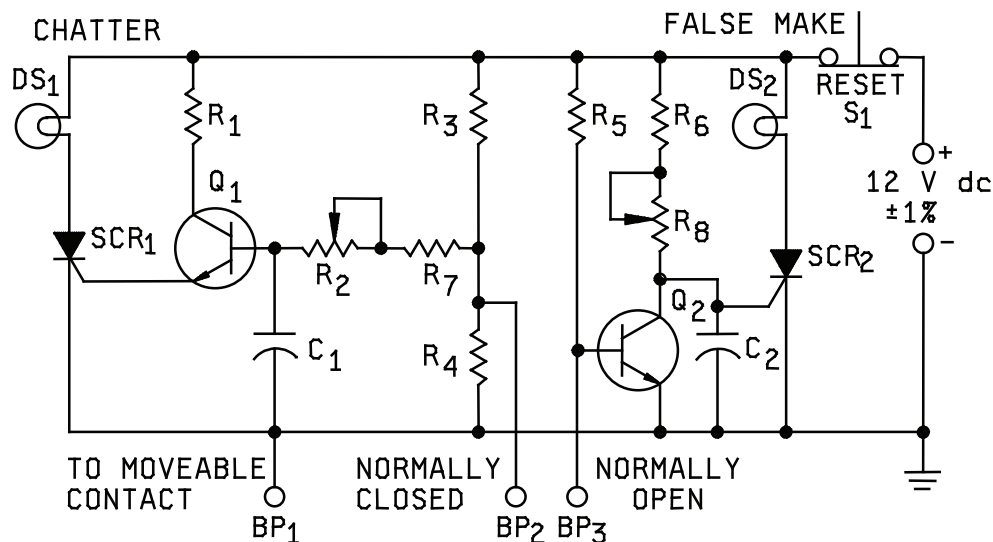 CHATTER
FALSE MAKE
DS1
DS2
RESET
S1
R1
R3
R5
R6
+
12 V dc
±1%
−
Q1
SCR1
R2
R7
R8
SCR2
Q2
C1
R4
C2
TO MOVEABLE
CONTACT
NORMALLY
CLOSED
NORMALLY
OPEN
BP1
BP2
BP3